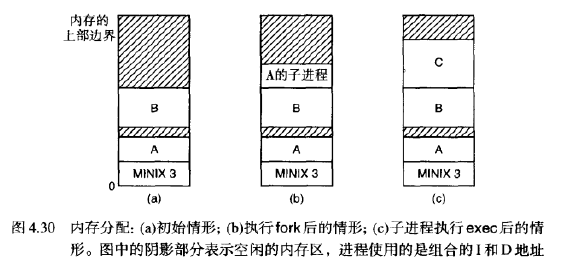 内存的
上部边界
B
A
MINIX 3
0
(a)
A的子进程
B
A
MINIX 3
(b)
C
B
A
MINIX 3
(c)
图 4.30 内存分配: (a)初始情形; (b)执行fork后的情形; (c)子进程执行exec后的情
形。图中的阴影部分表示空闲的内存区，进程使用的是组合的I和D地址